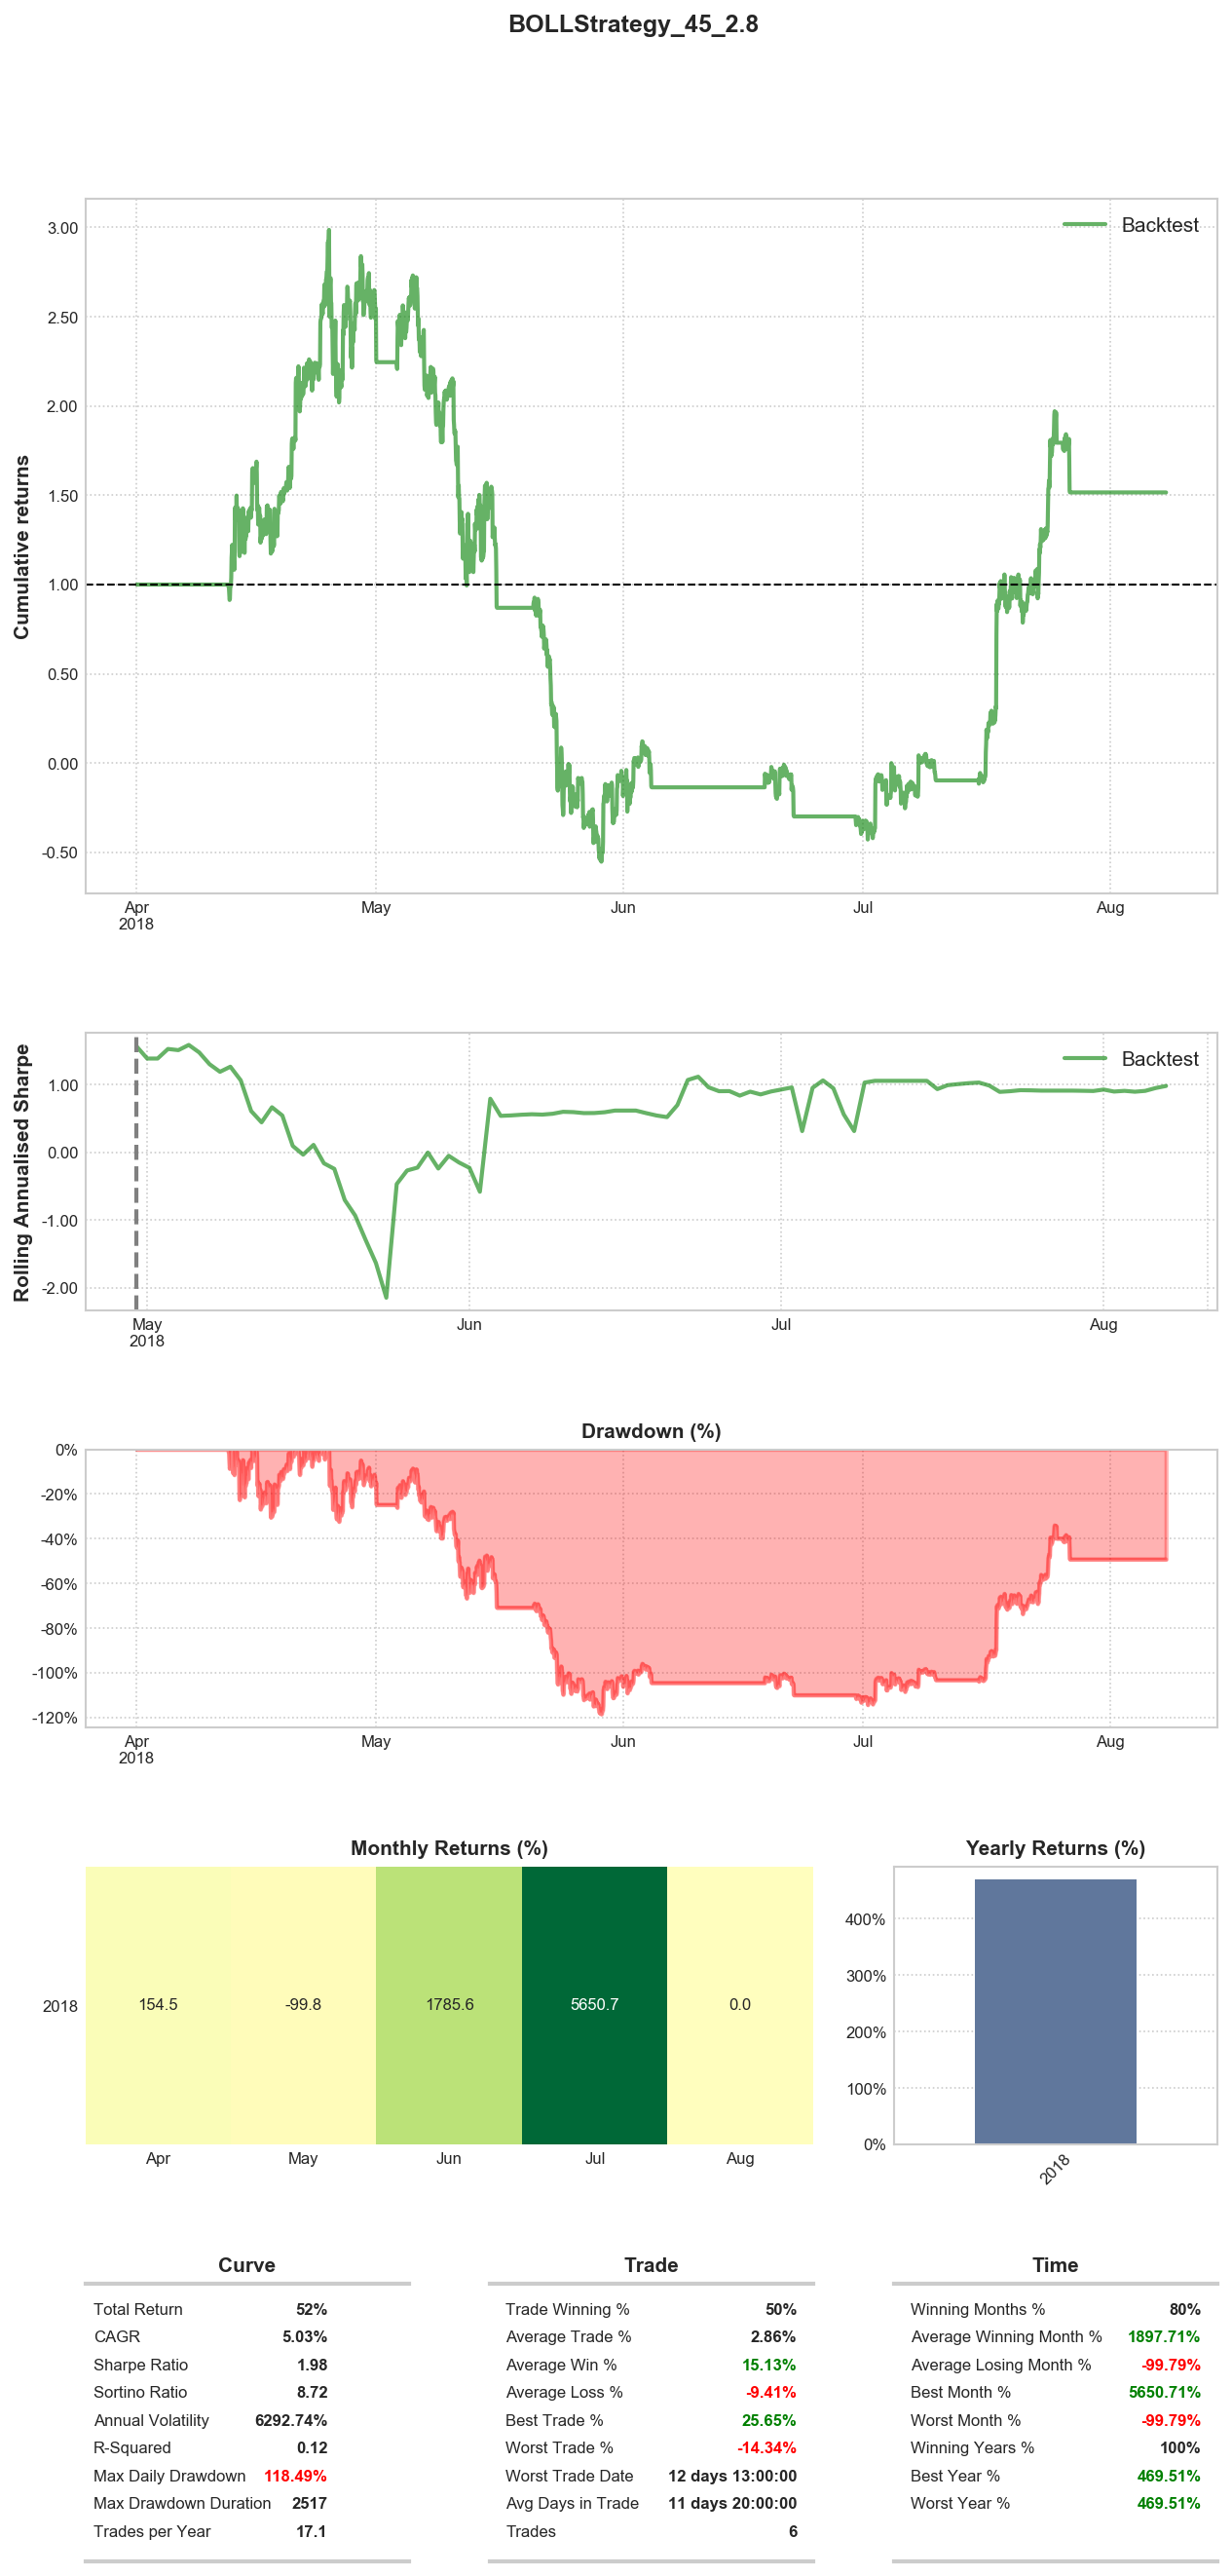 BOLLStrategy_45_2.8
Cumulative returns
3.00
2.50
2.00
1.50
1.00
0.50
0.00
-0.50
Backtest
Apr
2018
May
Jun
Jul
Aug
Rolling Annualised Sharpe
1.00
0.00
-1.00
-2.00
Backtest
May
2018
Jun
Jul
Aug
Drawdown (%)
0%
-20%
-40%
-60%
-80%
-100%
-120%
Apr
2018
May
Jun
Jul
Aug
Monthly Returns (%)
2018
154.5
-99.8
1785.6
5650.7
0.0
Apr
May
Jun
Jul
Aug
Yearly Returns (%)
400%
300%
200%
100%
0%
2018
Curve
Total Return 52%
CAGR 5.03%
Sharpe Ratio 1.98
Sortino Ratio 8.72
Annual Volatility 6292.74%
R-Squared 0.12
Max Daily Drawdown 118.49%
Max Drawdown Duration 2517
Trades per Year 17.1
Trade
Trade Winning % 50%
Average Trade % 2.86%
Average Win % 15.13%
Average Loss % -9.41%
Best Trade % 25.65%
Worst Trade % -14.34%
Worst Trade Date 12 days 13:00:00
Avg Days in Trade 11 days 20:00:00
Trades 6
Time
Winning Months % 80%
Average Winning Month % 1897.71%
Average Losing Month % -99.79%
Best Month % 5650.71%
Worst Month % -99.79%
Winning Years % 100%
Best Year % 469.51%
Worst Year % 469.51%